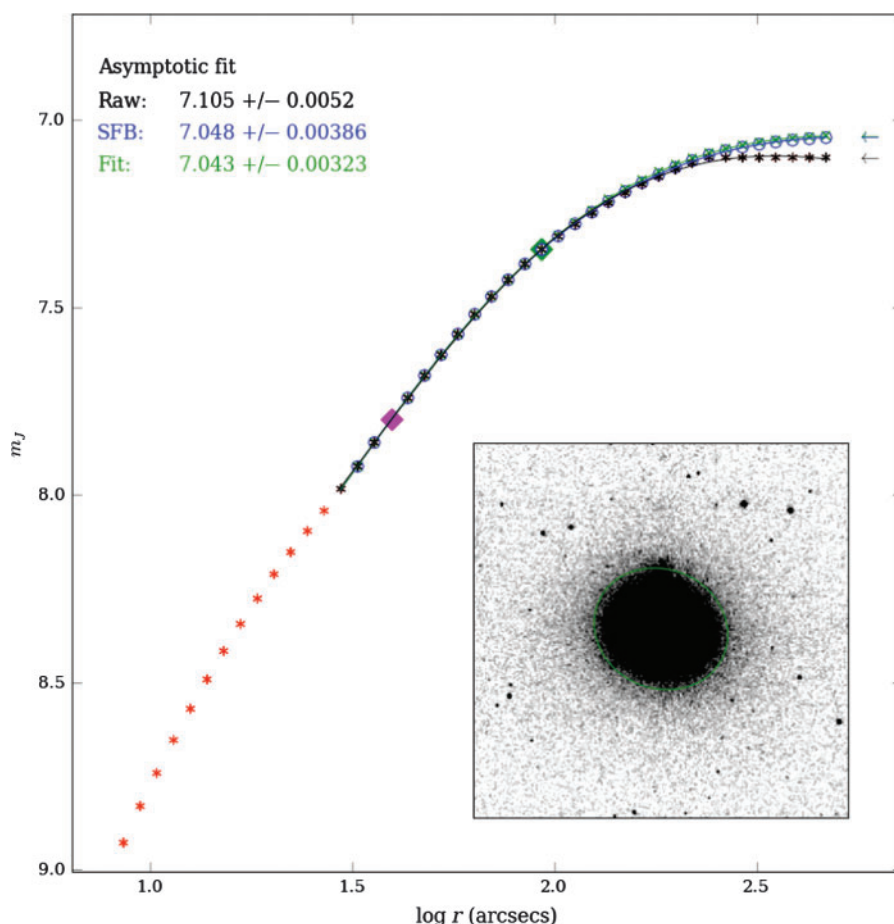 Asymptotic fit
Raw: 7.105 +/− 0.0052
SFB: 7.048 +/− 0.00386
Fit: 7.043 +/− 0.00323
7.0
7.5
8.0
8.5
9.0
m_J
1.0 1.5 2.0 2.5
log r (arcsecs)